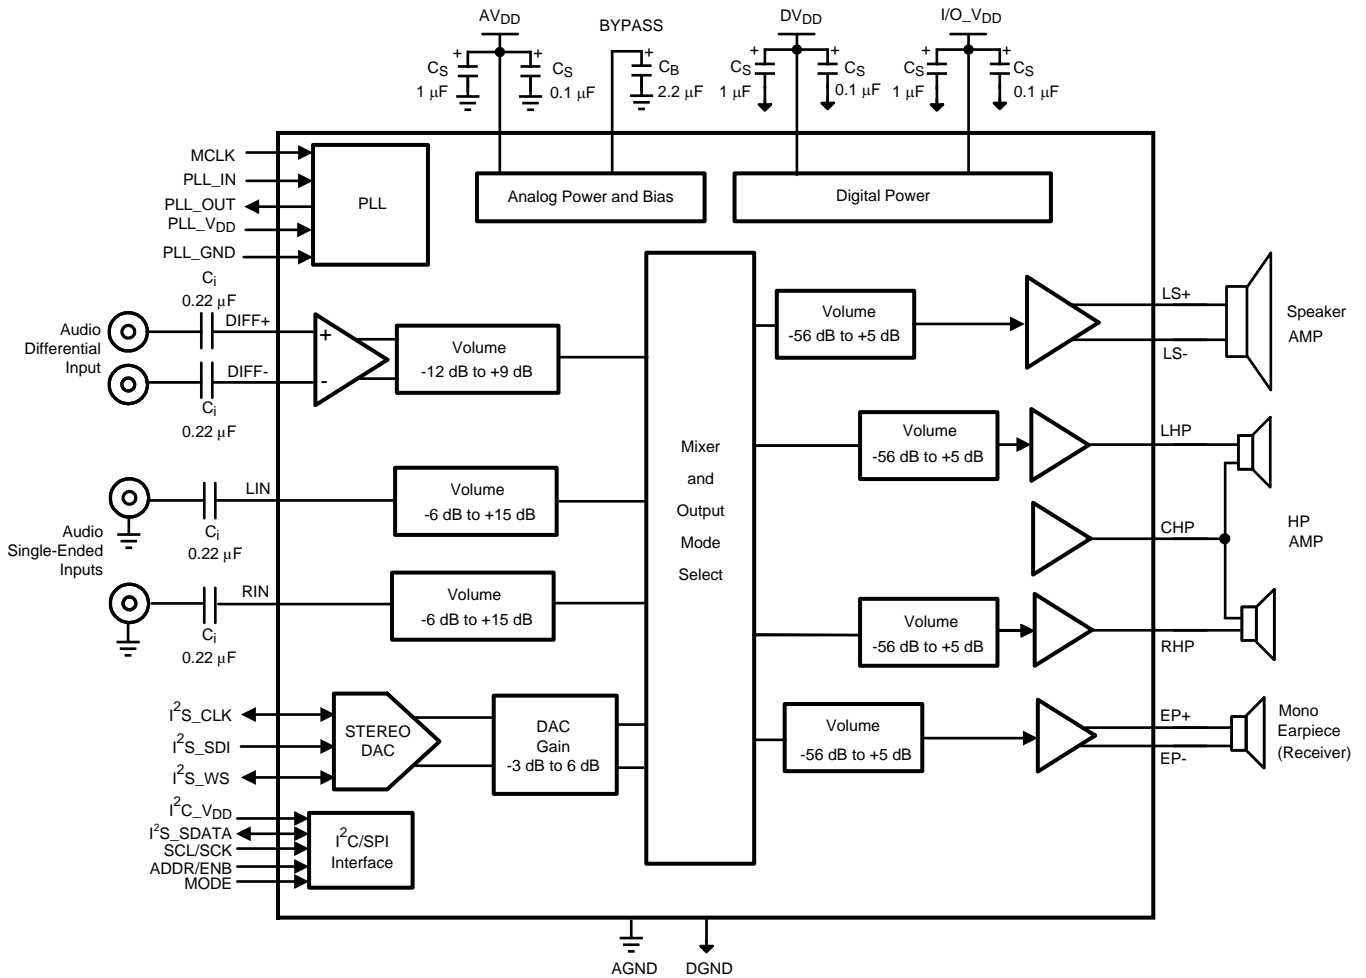 AVDD
BYPASS
DVDD
I/O_VDD
+
CS
1 µF
+
CS
0.1 µF
+
CB
2.2 µF
+
CS
1 µF
+
CS
0.1 µF
+
CS
1 µF
+
CS
0.1 µF
MCLK
PLL_IN
PLL_OUT
PLL_VDD
PLL_GND
PLL
Analog Power and Bias
Digital Power
Ci
0.22 µF
Audio
Differential
Input
DIFF+
DIFF-
+
-
Ci
0.22 µF
Volume
-12 dB to +9 dB
LIN
Ci
0.22 µF
Audio
Single-Ended
Inputs
Volume
-6 dB to +15 dB
RIN
Ci
0.22 µF
Volume
-6 dB to +15 dB
I2S_CLK
I2S_SDI
I2S_WS
STEREO
DAC
DAC
Gain
-3 dB to 6 dB
I2C_VDD
I2S_SDATA
SCL/SCK
ADDR/ENB
MODE
I2C/SPI
Interface
Mixer
and
Output
Mode
Select
Volume
-56 dB to +5 dB
LS+
LS-
Speaker
AMP
Volume
-56 dB to +5 dB
LHP
CHP
HP
AMP
Volume
-56 dB to +5 dB
RHP
Volume
-56 dB to +5 dB
EP+
EP-
Mono
Earpiece
(Receiver)
AGND
DGND